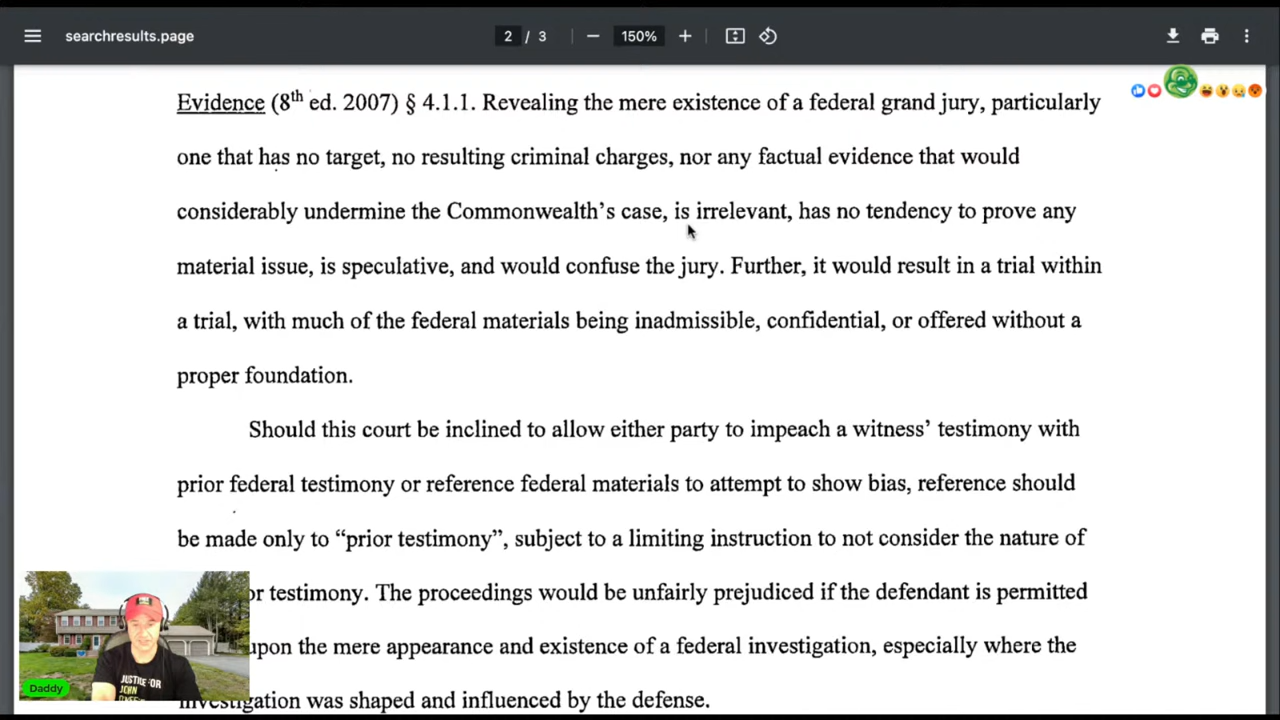 searchresults.page
2 / 3
150%
Evidence (8th ed. 2007) § 4.1.1. Revealing the mere existence of a federal grand jury, particularly
one that has no target, no resulting criminal charges, nor any factual evidence that would
considerably undermine the Commonwealth’s case, is irrelevant, has no tendency to prove any
material issue, is speculative, and would confuse the jury. Further, it would result in a trial within
a trial, with much of the federal materials being inadmissible, confidential, or offered without a
proper foundation.
Should this court be inclined to allow either party to impeach a witness’ testimony with
prior federal testimony or reference federal materials to attempt to show bias, reference should
be made only to “prior testimony”, subject to a limiting instruction to not consider the nature of
or testimony. The proceedings would be unfairly prejudiced if the defendant is permitted
upon the mere appearance and existence of a federal investigation, especially where the
investigation was shaped and influenced by the defense.
JUSTICE FOR
JOHN
Daddy